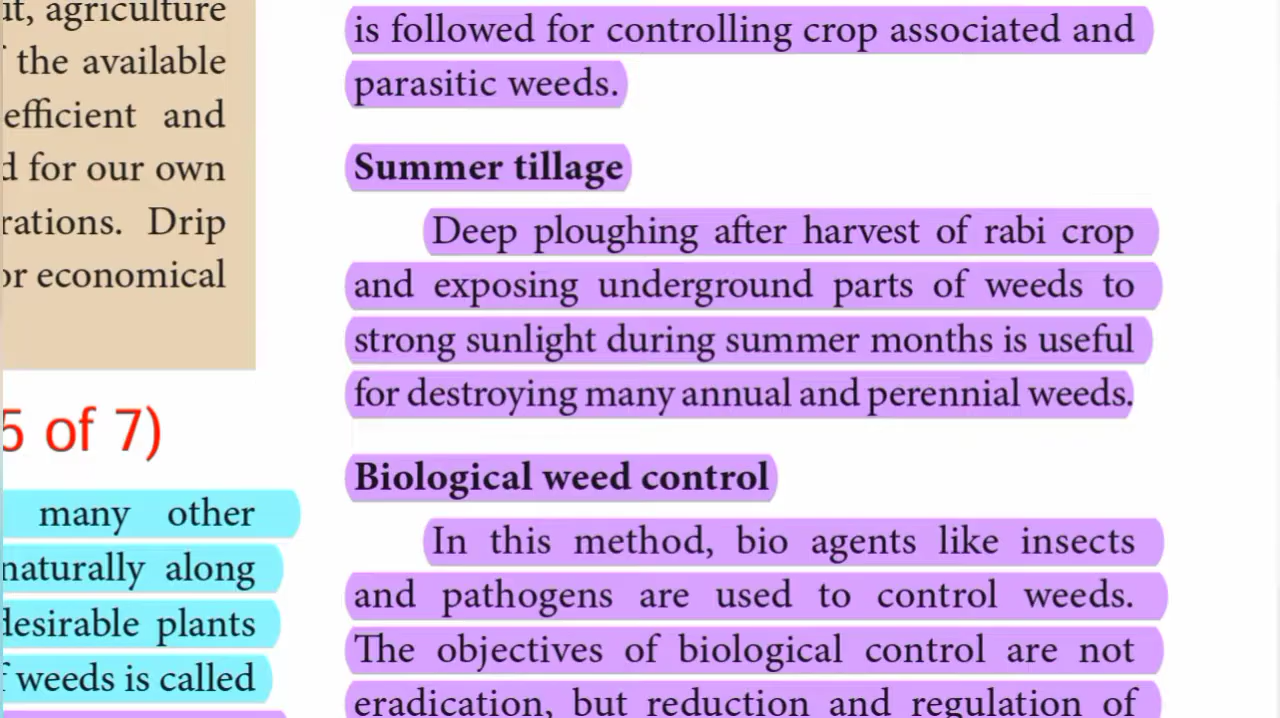 agriculture
the available
efficient and
for our own
Drip
economical
5 of 7)
many other
naturally along
desirable plants
weeds is called
is followed for controlling crop associated and
parasitic weeds.
Summer tillage
Deep ploughing after harvest of rabi crop
and exposing underground parts of weeds to
strong sunlight during summer months is useful
for destroying many annual and perennial weeds.
Biological weed control
In this method, bio agents like insects
and pathogens are used to control weeds.
The objectives of biological control are not
eradication, but reduction and regulation of